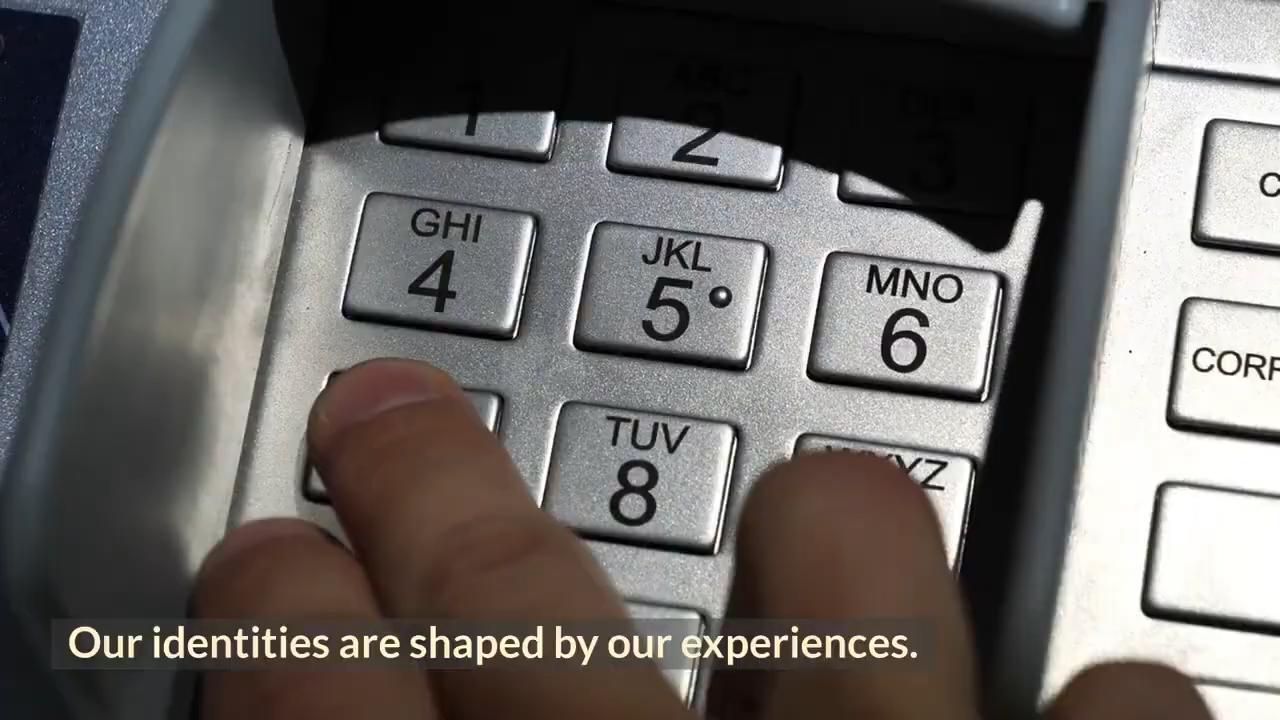 1
ABC
2
3
GHI
4
JKL
5
MNO
6
TUV
8
C
CORR
Our identities are shaped by our experiences.